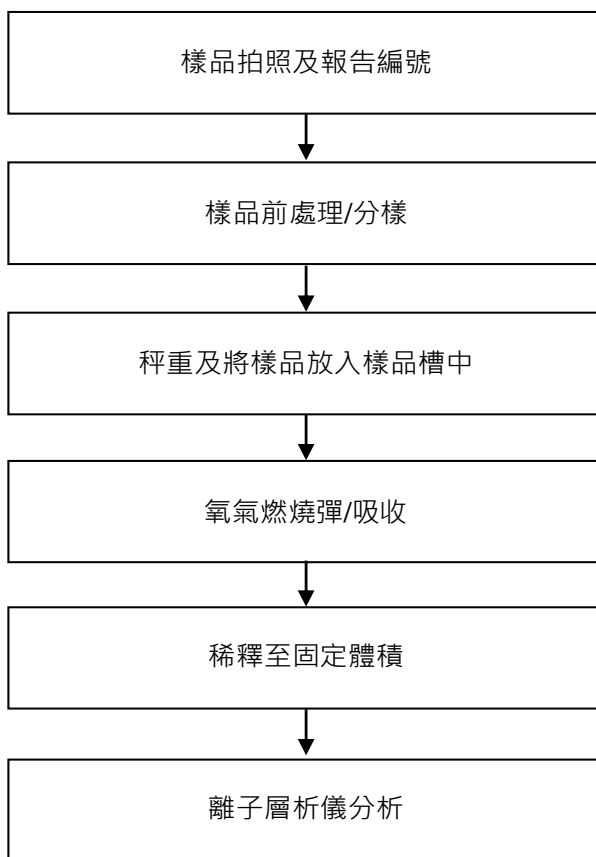 樣品拍照及報告編號
樣品前處理/分樣
秤重及將樣品放入樣品槽中
氧氣燃燒彈/吸收
稀釋至固定體積
離子層析儀分析